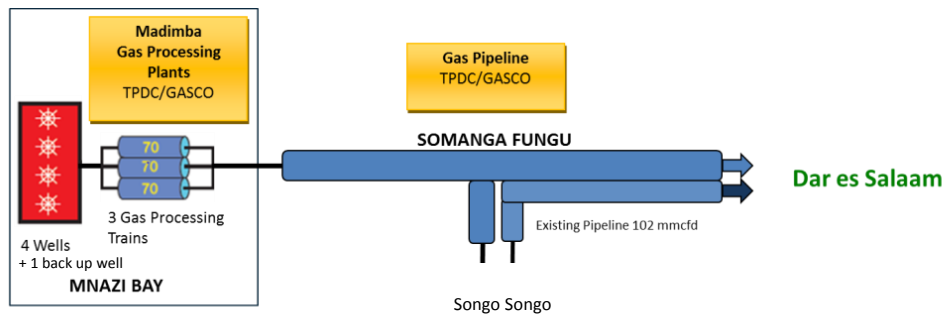 Madimba
Gas Processing
Plants
TPDC/GASCO
Gas Pipeline
TPDC/GASCO
SOMANGA FUNGU
70
70
70
Dar es Salaam
3 Gas Processing
Trains
Existing Pipeline 102 mmcfd
4 Wells
+ 1 back up well
MNAZI BAY
Songo Songo